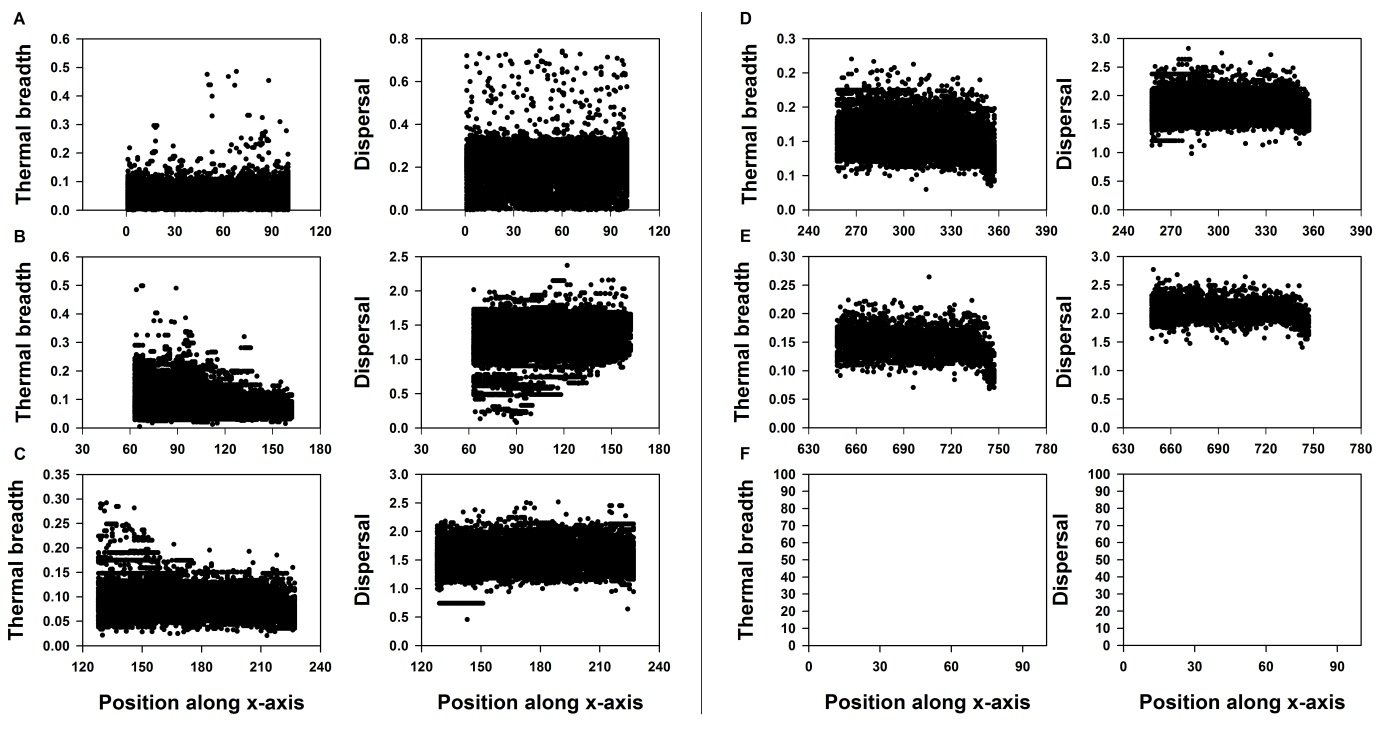 A
D
Thermal breadth
0.6
0.5
0.4
0.3
0.2
0.1
0.0
0 30 60 90 120
Dispersal
0.8
0.6
0.4
0.2
0.0
0 30 60 90 120
Thermal breadth
0.3
0.2
0.2
0.1
0.1
0.0
240 270 300 330 360 390
Dispersal
3.0
2.5
2.0
1.5
1.0
0.5
0.0
240 270 300 330 360 390
B
E
Thermal breadth
0.6
0.5
0.4
0.3
0.2
0.1
0.0
30 60 90 120 150 180
Dispersal
2.5
2.0
1.5
1.0
0.5
0.0
30 60 90 120 150 180
Thermal breadth
0.30
0.25
0.20
0.15
0.10
0.05
0.00
630 660 690 720 750 780
Dispersal
3.0
2.5
2.0
1.5
1.0
0.5
0.0
630 660 690 720 750 780
C
F
Thermal breadth
0.35
0.30
0.25
0.20
0.15
0.10
0.05
0.00
120 150 180 210 240
Position along x-axis
Dispersal
3.0
2.5
2.0
1.5
1.0
0.5
0.0
120 150 180 210 240
Position along x-axis
Thermal breadth
100
90
80
70
60
50
40
30
20
10
0
0 30 60 90
Position along x-axis
Dispersal
100
90
80
70
60
50
40
30
20
10
0
0 30 60 90
Position along x-axis